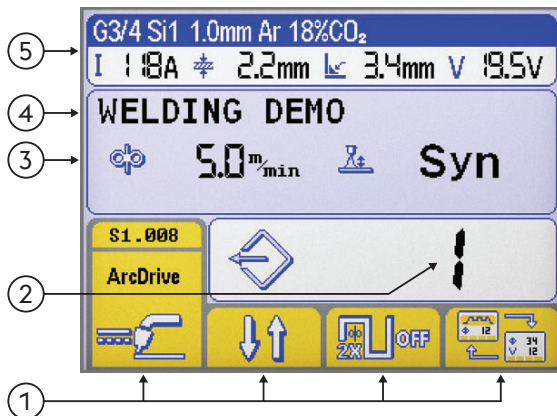 G3/4 Si1 1.0mm Ar 18%CO₂
I 118A 2.2mm 3.4mm V 19.5V
WELDING DEMO
5.0 m/min Syn
S1.008
ArcDrive
1
2X OFF
12
34
V 12
5
4
3
2
1